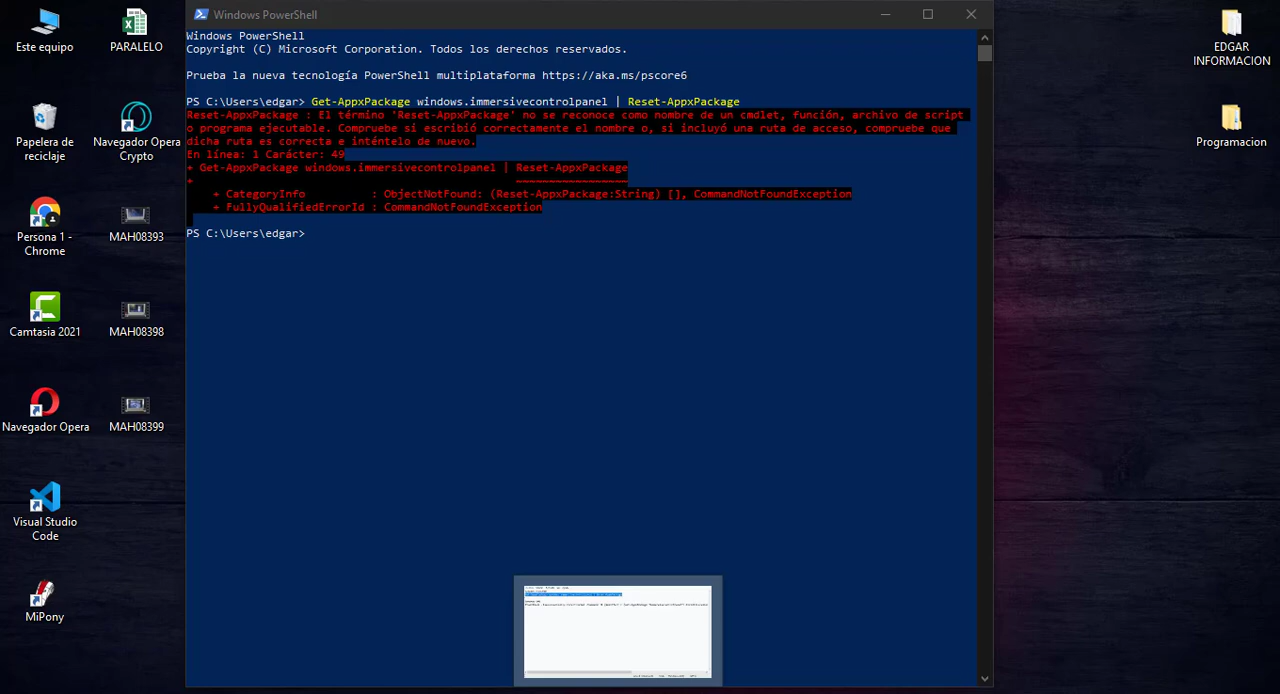 Windows PowerShell
Windows PowerShell
Copyright (C) Microsoft Corporation. Todos los derechos reservados.
Prueba la nueva tecnología PowerShell multiplataforma https://aka.ms/pscore6
PS C:\Users\edgar> Get-AppxPackage windows.immersivecontrolpanel | Reset-AppxPackage
Reset-AppxPackage : El término 'Reset-AppxPackage' no se reconoce como nombre de un cmdlet, función, archivo de script
o programa ejecutable. Compruebe si escribió correctamente el nombre o, si incluyó una ruta de acceso, compruebe que
dicha ruta es correcta e inténtelo de nuevo.
En línea: 1 Carácter: 49
+ Get-AppxPackage windows.immersivecontrolpanel | Reset-AppxPackage
+                                                 ~~~~~~~~~~~~~~~~~
    + CategoryInfo          : ObjectNotFound: (Reset-AppxPackage:String) [], CommandNotFoundException
    + FullyQualifiedErrorId : CommandNotFoundException
PS C:\Users\edgar>
Este equipo
PARALELO
Papelera de
reciclaje
Navegador Opera
Crypto
Persona 1 -
Chrome
MAH08393
Camtasia 2021
MAH08398
Navegador Opera
MAH08399
Visual Studio
Code
MiPony
EDGAR
INFORMACION
Programacion